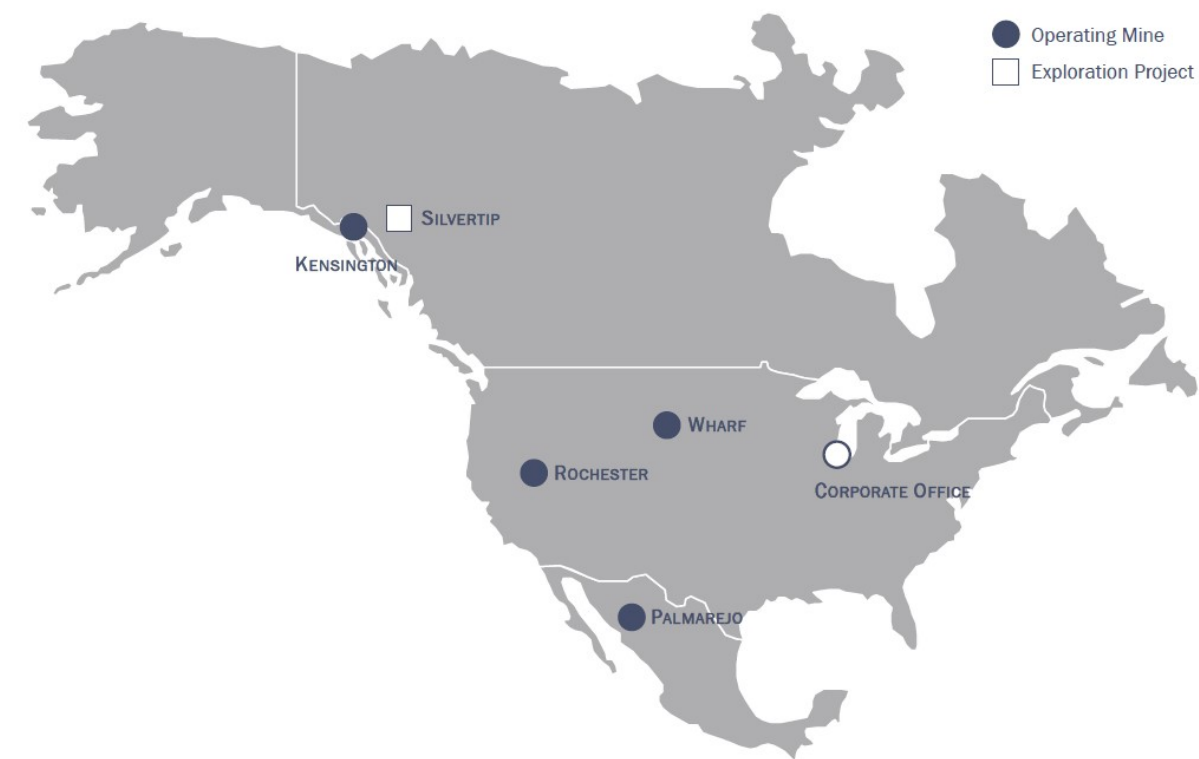 Operating Mine
Exploration Project
Silvertip
Kensington
Wharf
Rochester
Corporate Office
Palmarejo